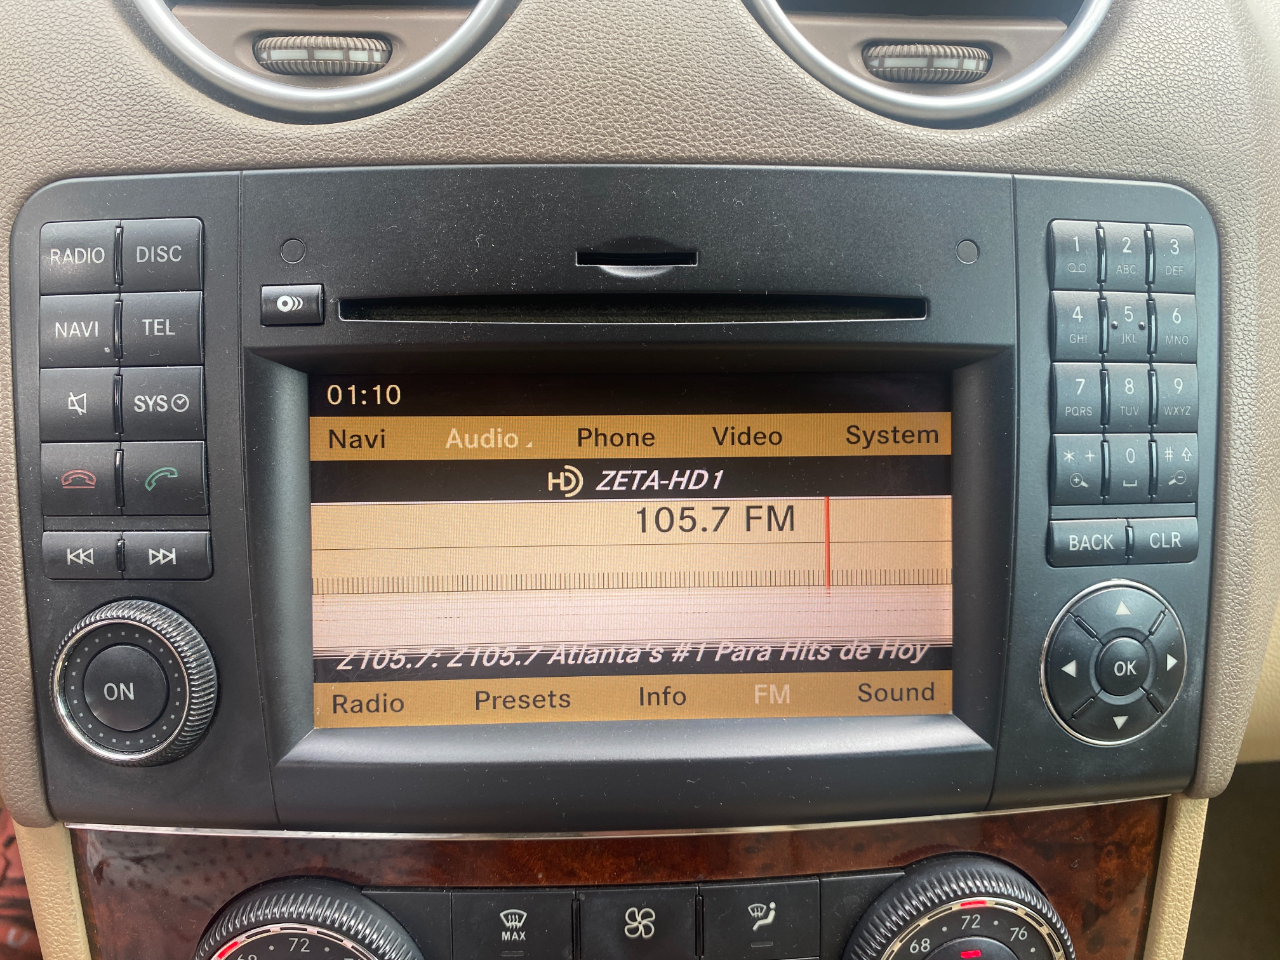 RADIO DISC
NAVI TEL
SYS
ON
01:10
Navi Audio Phone Video System
HD ZETA-HD1
105.7 FM
Z105.7: Z105.7 Atlanta's #1 Para Hits de Hoy
Radio Presets Info FM Sound
1 2 ABC 3 DEF
4 GHI 5 JKL 6 MNO
7 PQRS 8 TUV 9 WXYZ
* + 0 #
BACK CLR
OK
72
68
MAX
72
68 76